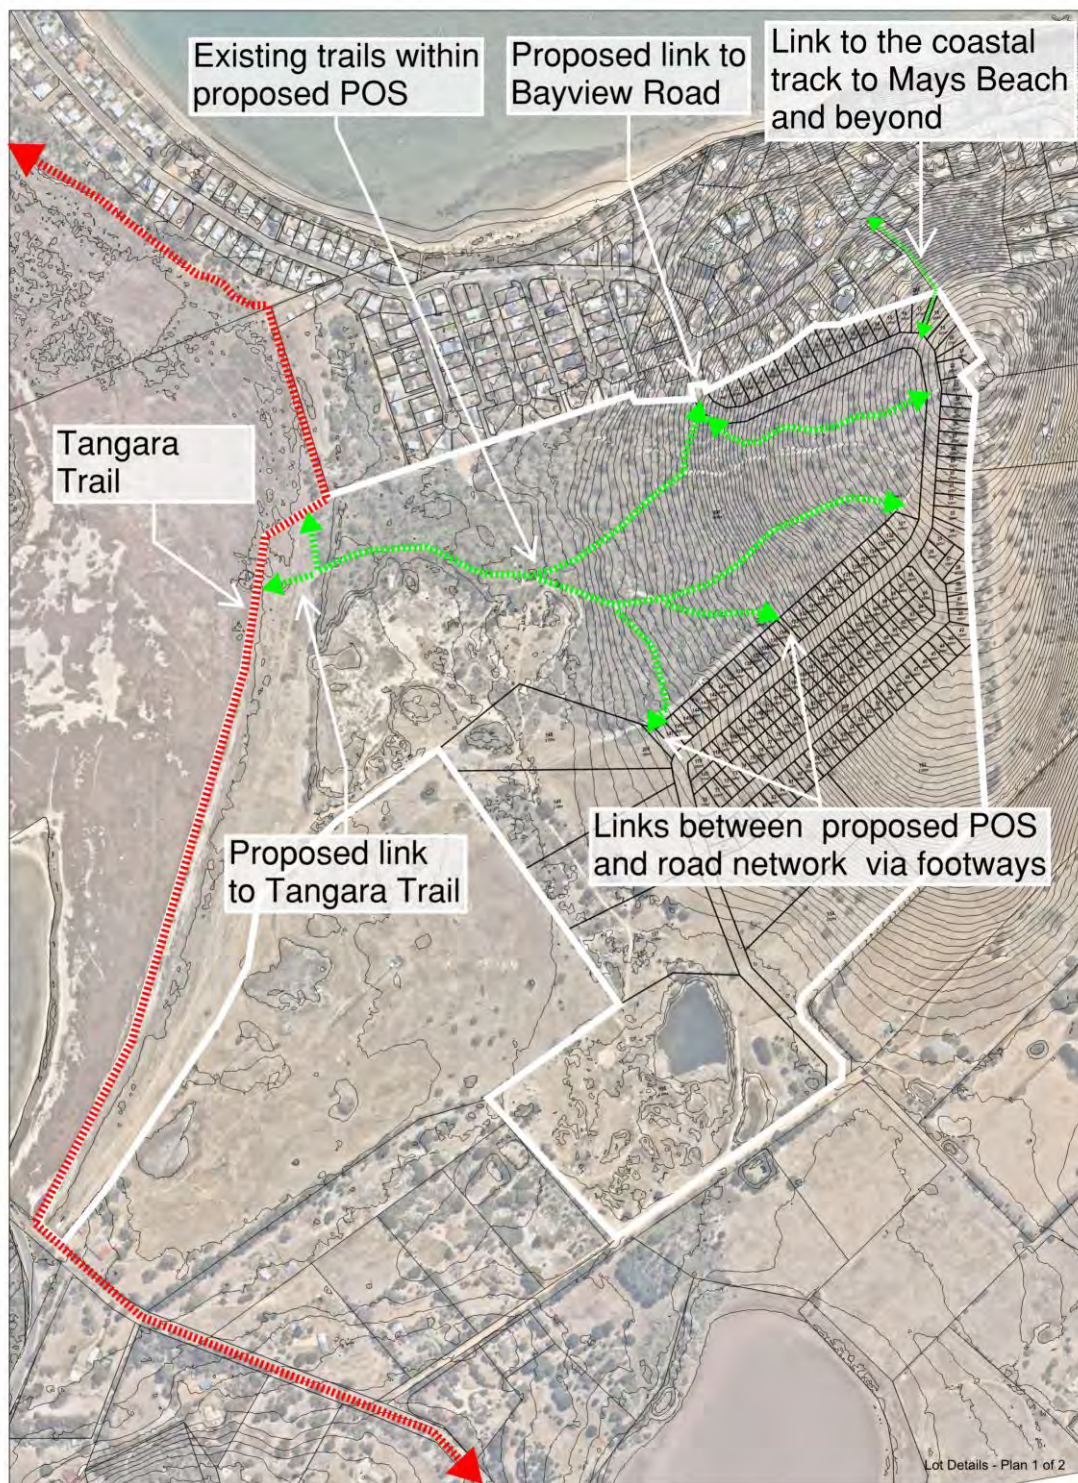 Existing trails within
proposed POS
Proposed link to
Bayview Road
Link to the coastal
track to Mays Beach
and beyond
Tangara
Trail
Proposed link
to Tangara Trail
Links between proposed POS
and road network via footways
Lot Details - Plan 1 of 2